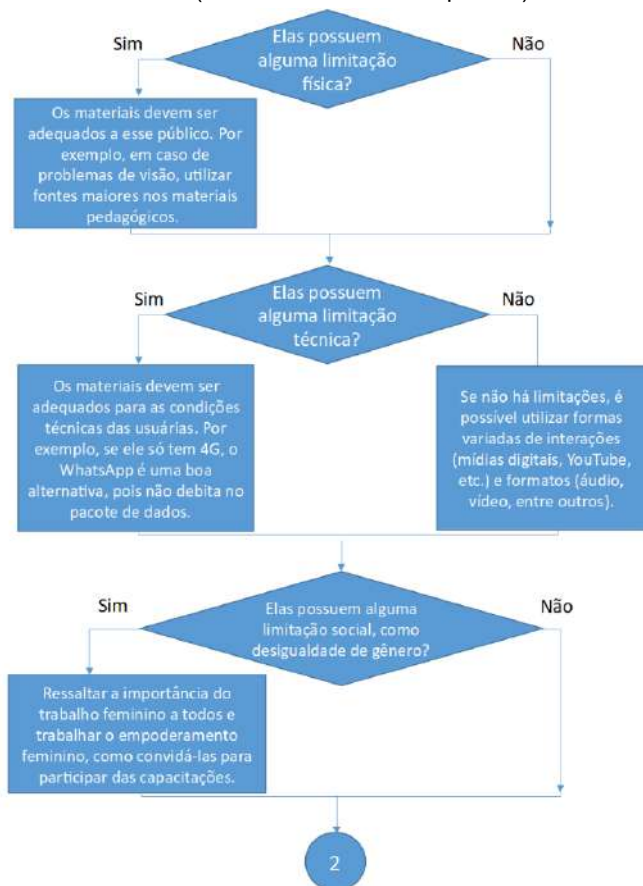 Elas possuem
Sim
Não
alguma limitação
física?
Os materiais devem ser
adequados a esse público. Por
exemplo, em caso de
problemas de visão, utilizar
fontes maiores nos materiais
pedagógicos.
Elas possuem
Sim
Não
alguma limitação
técnica?
Os materiais devem ser
adequados para as condições
técnicas das usuárias. Por
exemplo, se ele só tem 4G, o
WhatsApp é uma boa
alternativa, pois não debita no
pacote de dados.
Se não há limitações, é
possível utilizar formas
variadas de interações
(mídias digitais, YouTube,
etc.) e formatos (áudio,
vídeo, entre outros).
Sim
Não
Elas possuem alguma
limitação social, como
desigualdade de gênero?
Ressaltar a importância do
trabalho feminino a todos e
trabalhar o empoderamento
feminino, como convidá-las para
participar das capacitações.
2